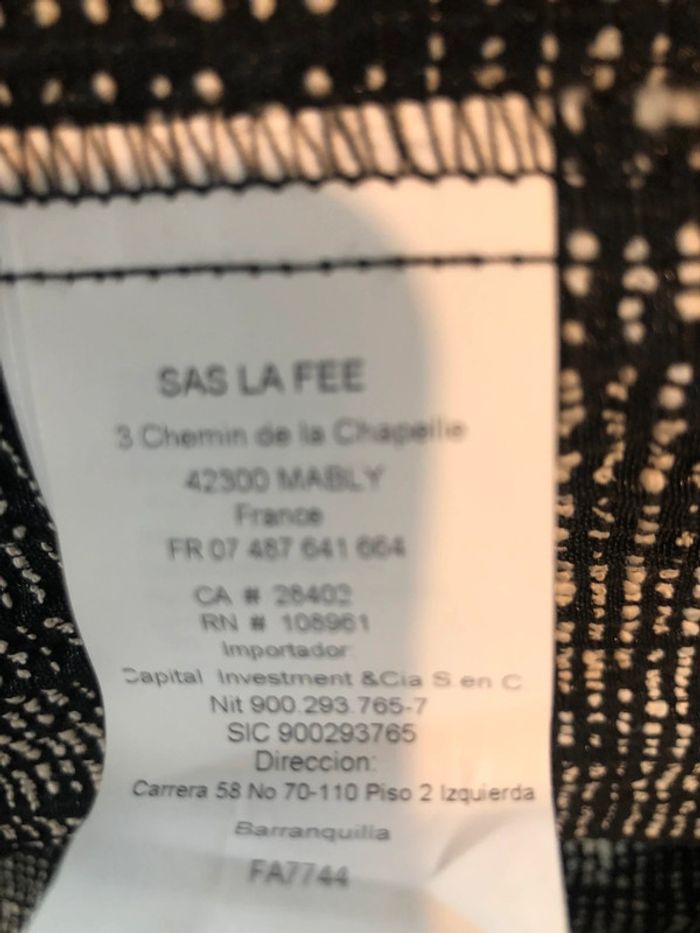 SAS LA FEE
3 Chemin de la Chapelle
42300 MABLY
France
FR 07 487 641 664
CA # 28402
RN # 108961
Importador:
Capital Investment &Cia S.en C
Nit 900.293.765-7
SIC 900293765
Direccion:
Carrera 58 No 70-110 Piso 2 Izquierda
Barranquilla
FA7744